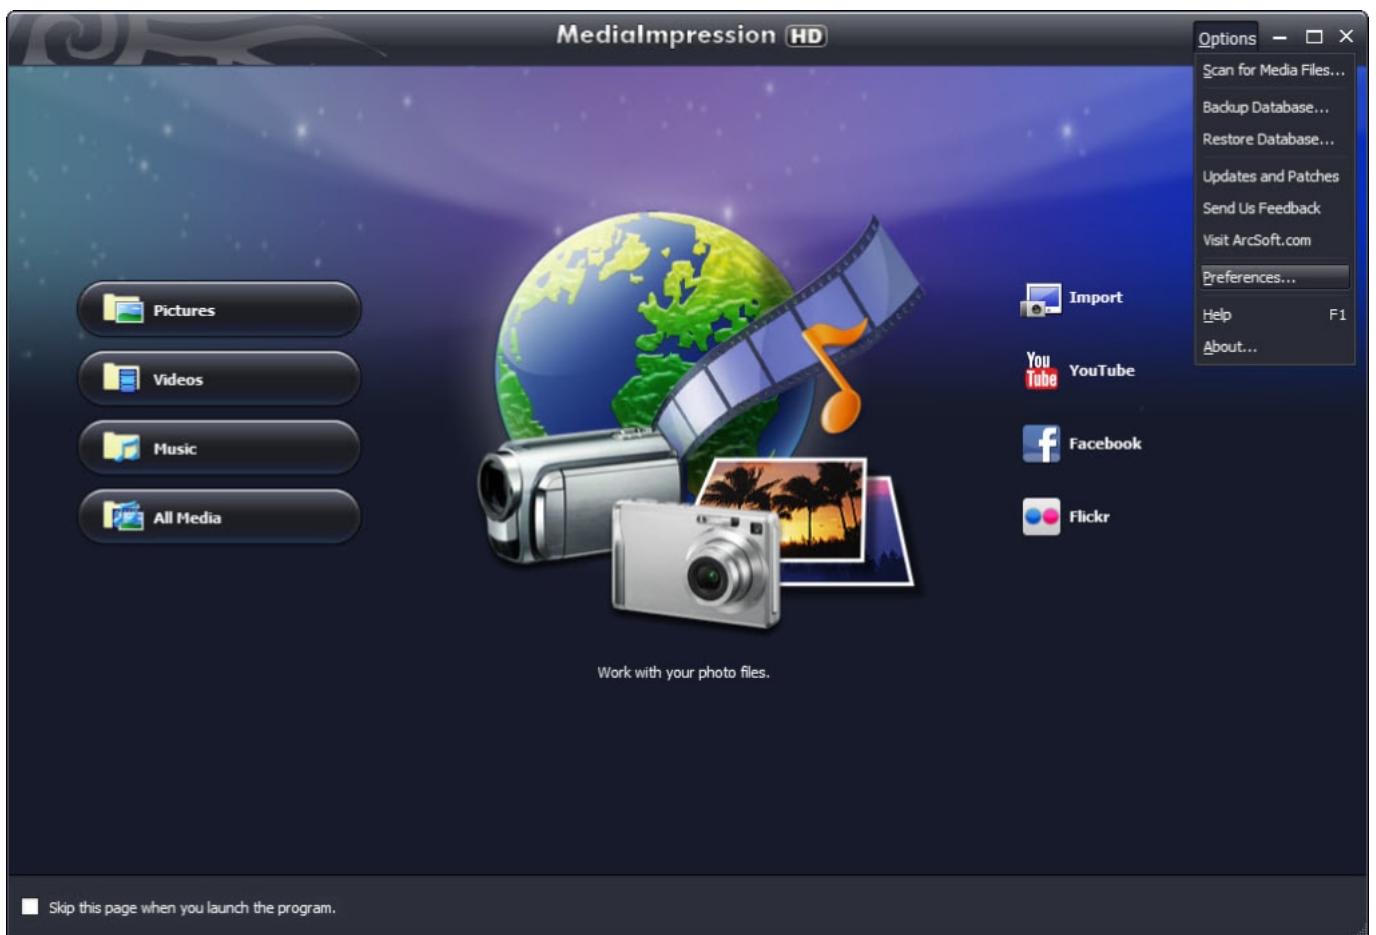 MediaImpression HD
Options
Scan for Media Files...
Backup Database...
Restore Database...
Updates and Patches
Send Us Feedback
Visit ArcSoft.com
Preferences...
Help F1
About...
Pictures
Videos
Music
All Media
Import
You Tube YouTube
f Facebook
Flickr
Work with your photo files.
Skip this page when you launch the program.